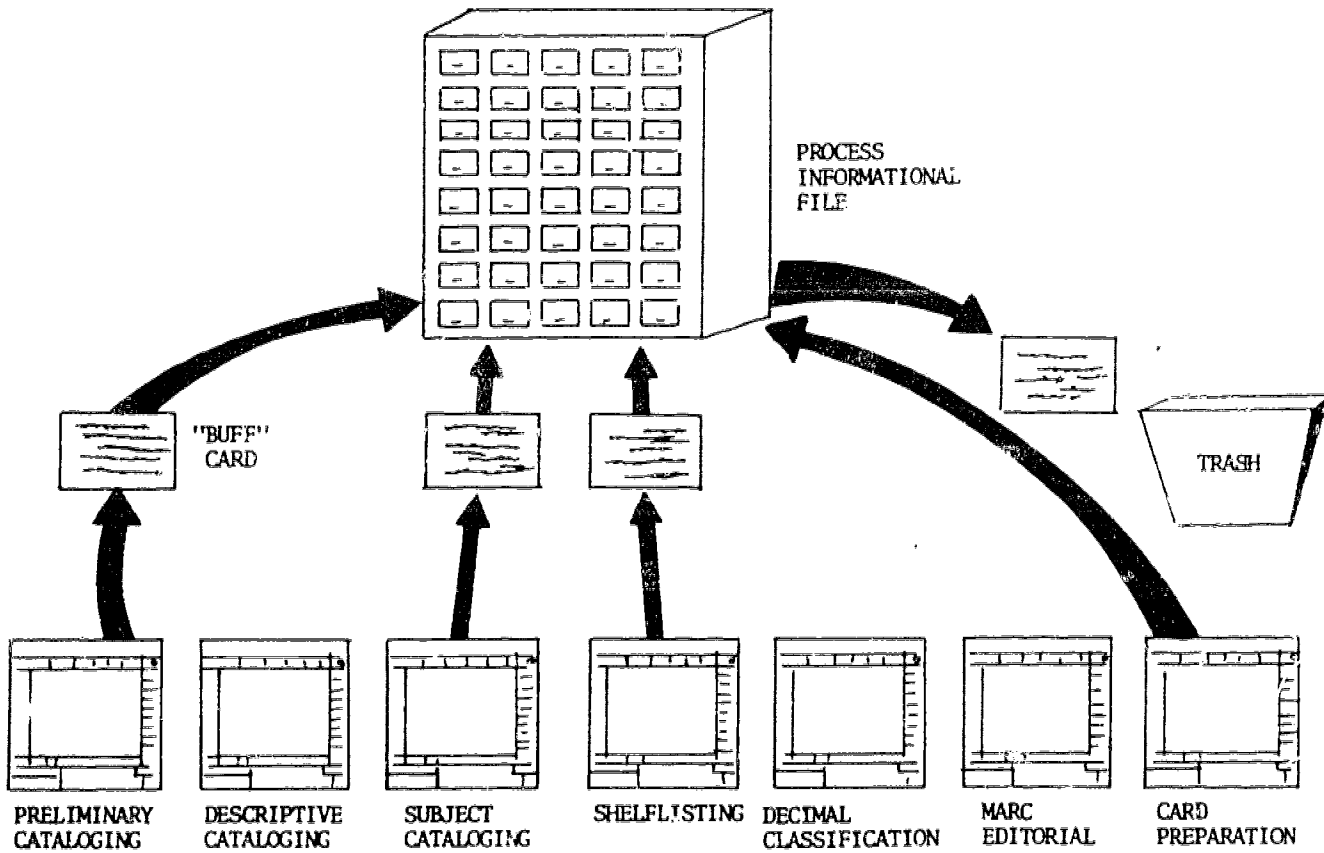 PROCESS
INFORMATIONAL
FILE
"BUFF"
CARD
TRASH
PRELIMINARY
CATALOGING
DESCRIPTIVE
CATALOGING
SUBJECT
CATALOGING
SHELFLISTING
DECIMAL
CLASSIFICATION
MARC
EDITORIAL
CARD
PREPARATION